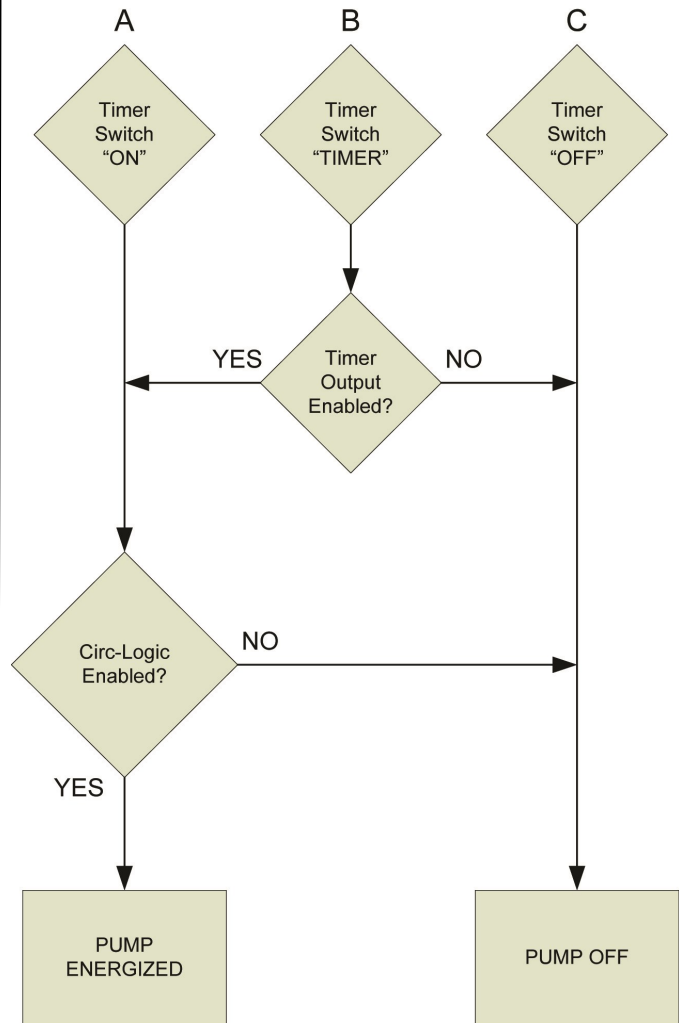 A
B
C
Timer
Switch
“ON”
Timer
Switch
“TIMER”
Timer
Switch
“OFF”
YES
Timer
Output
Enabled?
NO
Circ-Logic
Enabled?
NO
YES
PUMP
ENERGIZED
PUMP OFF